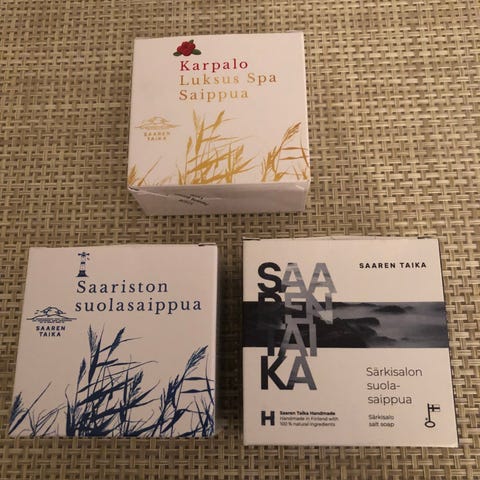 Karpalo
Luksus Spa
Saippua
SAAREN
TAIKA
Saariston
suolasaippua
SAAREN
TAIKA
SAA
REN
TAI
KA
SAAREN TAIKA
Särkisalon
suola-
saippua
H
Saaren Taika Handmade
Handmade in Finland with
100 % natural ingredients
Särkisalo
salt soap